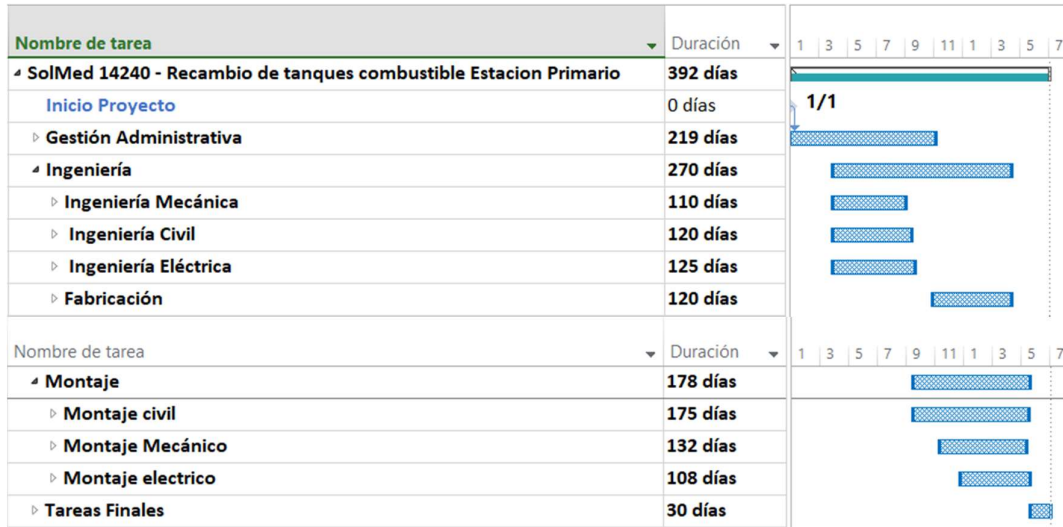 Nombre de tarea Duración 1 3 5 7 9 11 1 3 5 7
SolMed 14240 - Recambio de tanques combustible Estacion Primario 392 días
Inicio Proyecto 0 días 1/1
Gestión Administrativa 219 días
Ingeniería 270 días
Ingeniería Mecánica 110 días
Ingeniería Civil 120 días
Ingeniería Eléctrica 125 días
Fabricación 120 días
Nombre de tarea Duración 1 3 5 7 9 11 1 3 5 7
Montaje 178 días
Montaje civil 175 días
Montaje Mecánico 132 días
Montaje electrico 108 días
Tareas Finales 30 días